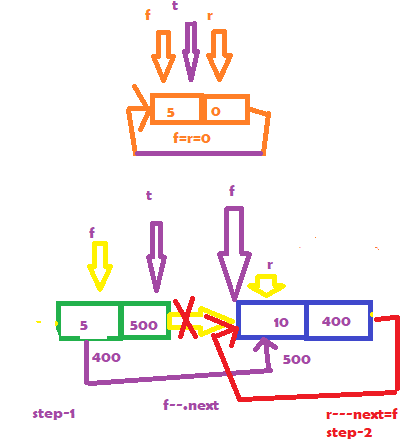 t
f r
5 0
f=r=0
f
t
f
r
5 500 10 400
400 500
step-1 f--.next r---next=f
step-2